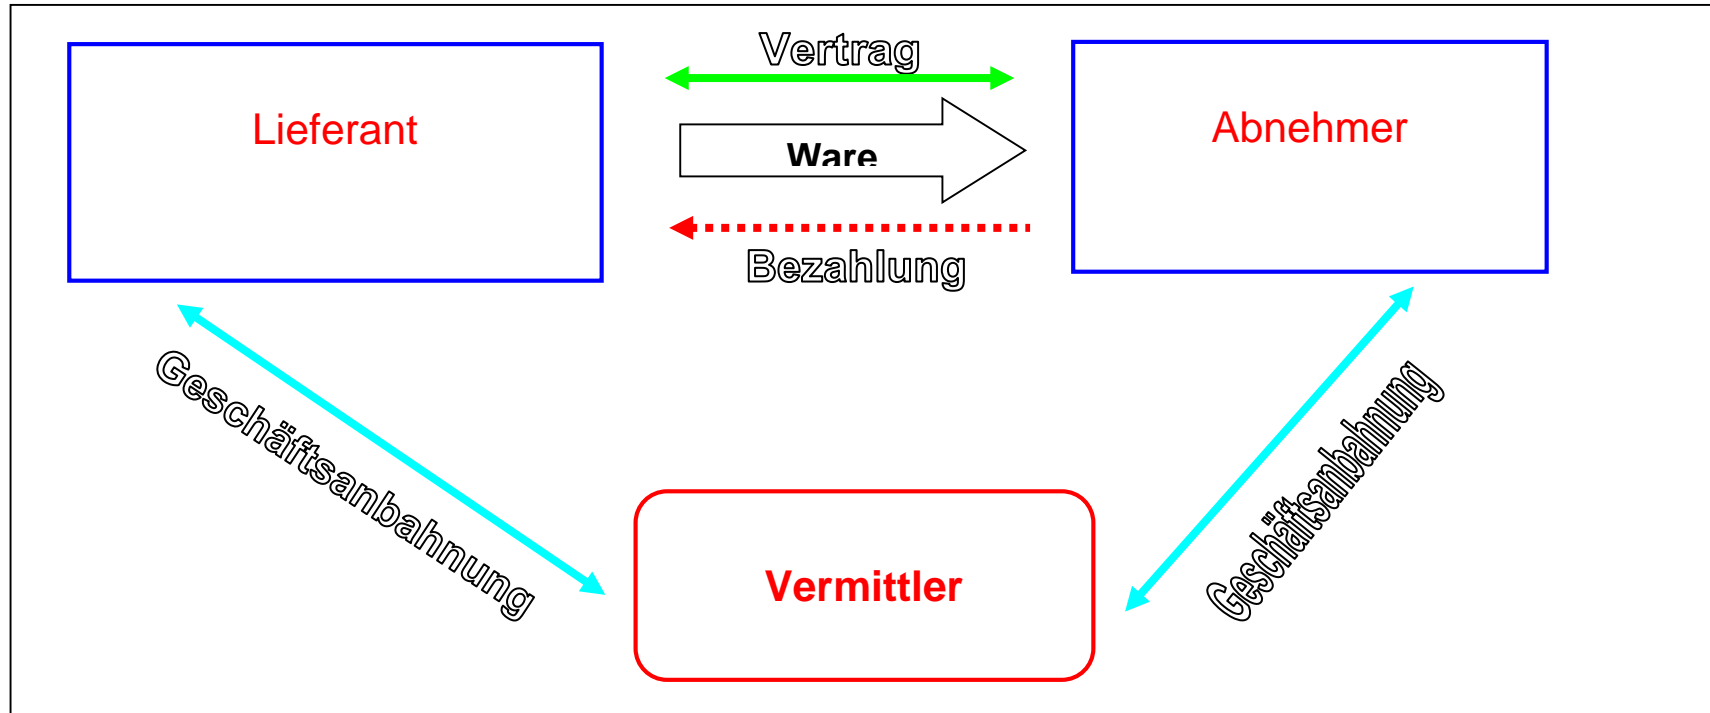 Vertrag
Lieferant
Abnehmer
Ware
Bezahlung
Geschäftsanbahnung
Geschäftsanbahnung
Vermittler